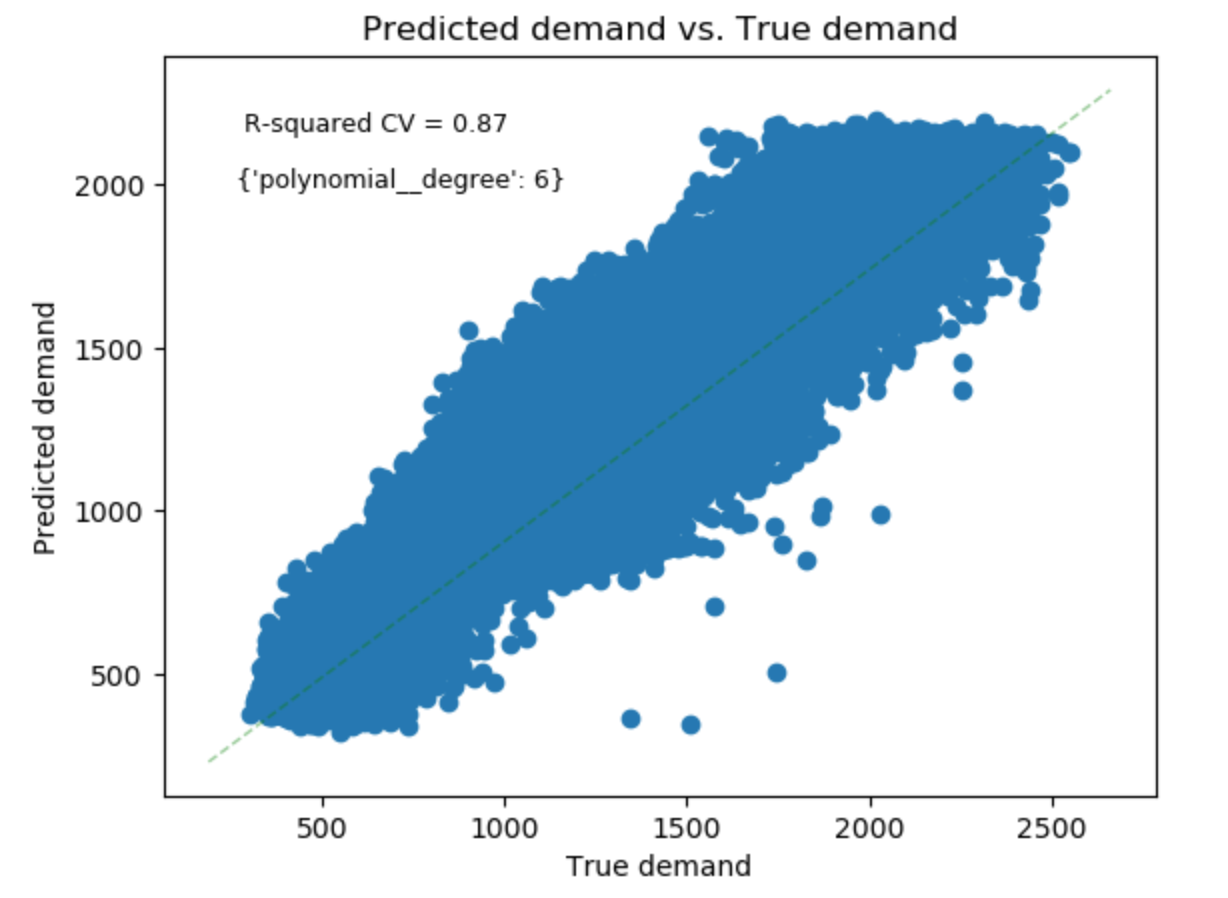 Predicted demand vs. True demand
R-squared CV = 0.87
{'polynomial__degree': 6}
2000
1500
1000
500
Predicted demand
500 1000 1500 2000 2500
True demand